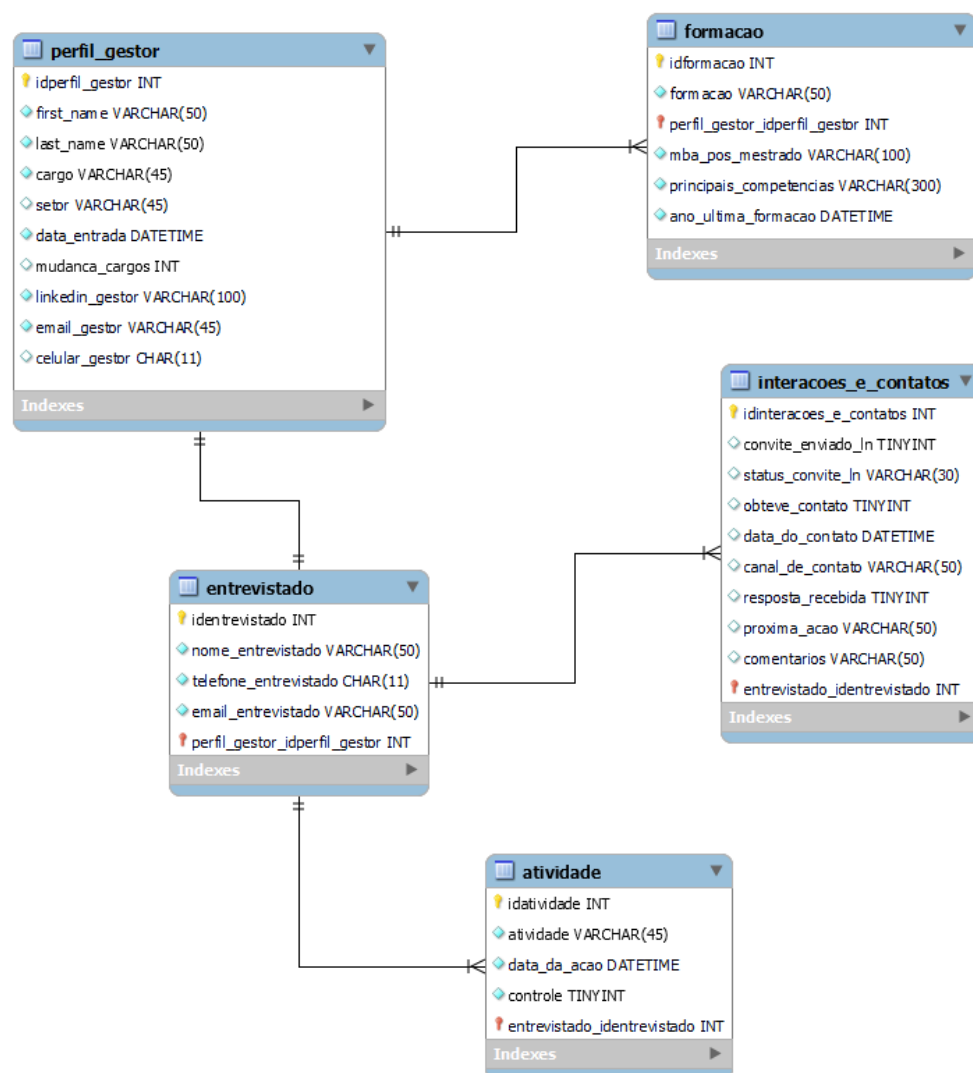 perfil_gestor
idperfil_gestor INT
first_name VARCHAR(50)
last_name VARCHAR(50)
cargo VARCHAR(45)
setor VARCHAR(45)
data_entrada DATETIME
mudanca_cargos INT
linkedin_gestor VARCHAR(100)
email_gestor VARCHAR(45)
celular_gestor CHAR(11)
Indexes
formacao
idformacao INT
formacao VARCHAR(50)
perfil_gestor_idperfil_gestor INT
mba_pos_mestrado VARCHAR(100)
principais_competencias VARCHAR(300)
ano_ultima_formacao DATETIME
Indexes
interacoes_e_contatos
idinteracoes_e_contatos INT
convite_enviado_ln TINYINT
status_convite_ln VARCHAR(30)
obteve_contato TINYINT
data_do_contato DATETIME
canal_de_contato VARCHAR(50)
resposta_recebida TINYINT
proxima_acao VARCHAR(50)
comentarios VARCHAR(50)
entrevistado_identrevistado INT
Indexes
entrevistado
identrevistado INT
nome_entrevistado VARCHAR(50)
telefone_entrevistado CHAR(11)
email_entrevistado VARCHAR(50)
perfil_gestor_idperfil_gestor INT
Indexes
atividade
idatividade INT
atividade VARCHAR(45)
data_da_acao DATETIME
controle TINYINT
entrevistado_identrevistado INT
Indexes